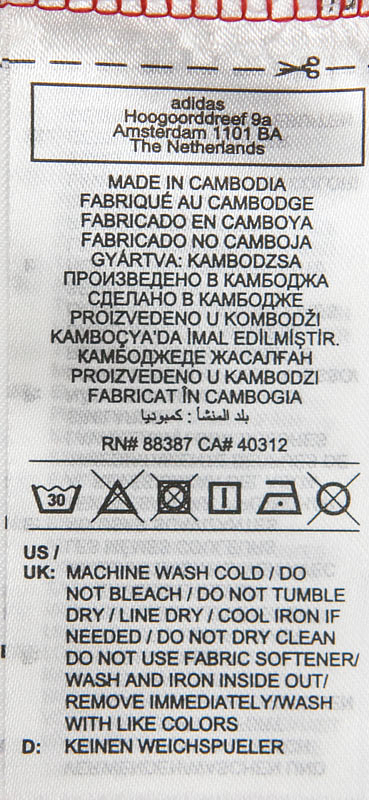 adidas
Hoogoorddreef 9a
Amsterdam 1101 BA
The Netherlands
MADE IN CAMBODIA
FABRIQUÉ AU CAMBODGE
FABRICADO EN CAMBOYA
FABRICADO NO CAMBOJA
GYÁRTVA: KAMBODZSA
ПРОИЗВЕДЕНО В КАМБОДЖА
СДЕЛАНО В КАМБОДЖЕ
PROIZVEDENO U KOMBODŽI
KAMBOÇYA'DA İMAL EDİLMİŞTİR.
КАМБОДЖЕДЕ ЖАСАЛҒАН
PROIZVEDENO U KAMBODZI
FABRICAT ÎN CAMBOGIA
بلد المنشأ : كمبوديا
RN# 88387 CA# 40312
30
US /
UK: MACHINE WASH COLD / DO
NOT BLEACH / DO NOT TUMBLE
DRY / LINE DRY / COOL IRON IF
NEEDED / DO NOT DRY CLEAN
DO NOT USE FABRIC SOFTENER/
WASH AND IRON INSIDE OUT/
REMOVE IMMEDIATELY/WASH
WITH LIKE COLORS
D: KEINEN WEICHSPUELER